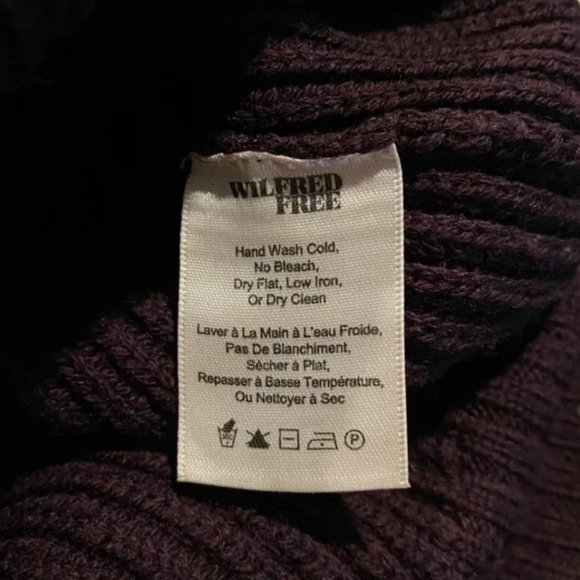 WILFRED
FREE
Hand Wash Cold,
No Bleach,
Dry Flat, Low Iron,
Or Dry Clean
Laver à La Main à L'eau Froide,
Pas De Blanchiment,
Sécher à Plat,
Repasser à Basse Température,
Ou Nettoyer à Sec
P